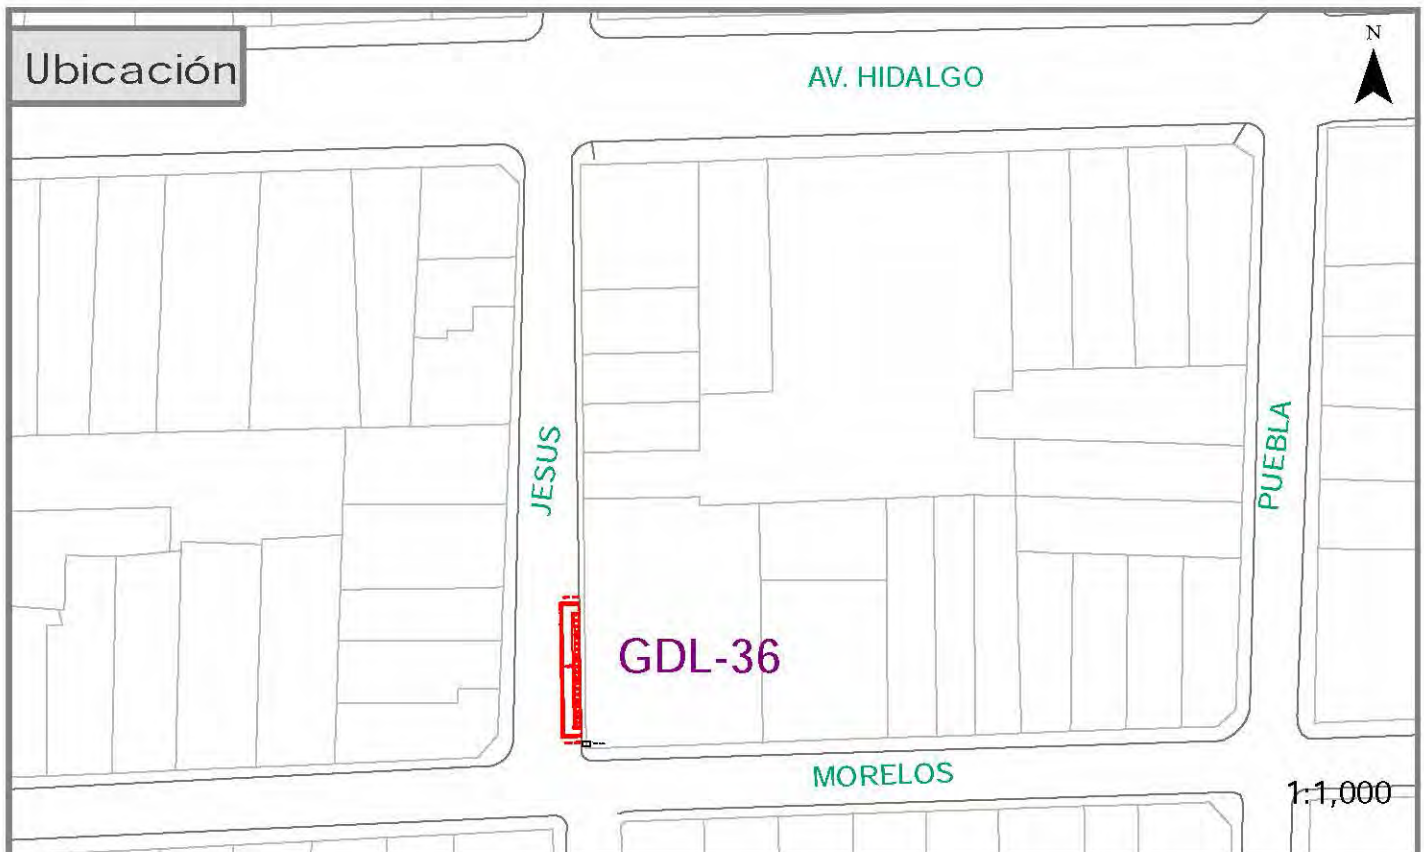 Ubicación
N
AV. HIDALGO
JESUS
PUEBLA
GDL-36
MORELOS
1:1,000